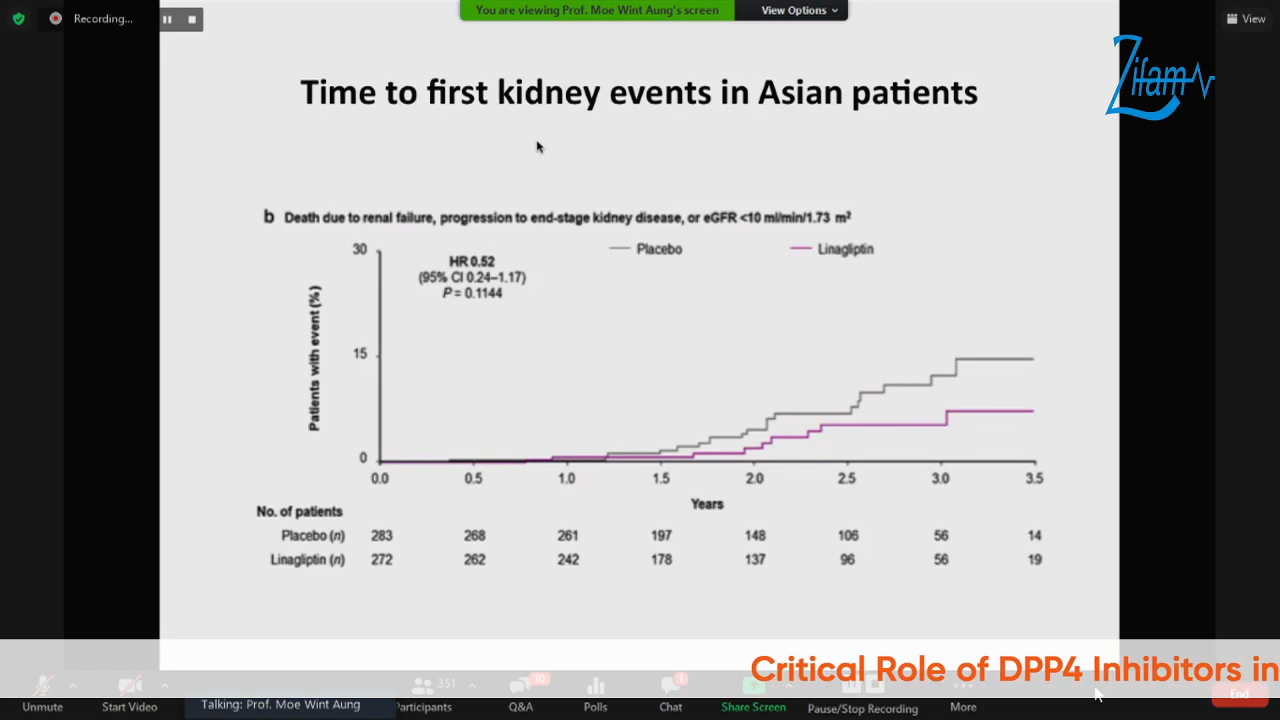 Recording...
You are viewing Prof. Moe Wint Aung's screen
View Options
View
Zifam
Time to first kidney events in Asian patients
b Death due to renal failure, progression to end-stage kidney disease, or eGFR <10 ml/min/1.73 m²
Placebo
Linagliptin
HR 0.52
(95% CI 0.24–1.17)
P = 0.1144
Patients with event (%)
30
15
0
0.0 0.5 1.0 1.5 2.0 2.5 3.0 3.5
Years
No. of patients
Placebo (n) 283 268 261 197 148 106 56 14
Linagliptin (n) 272 262 242 178 137 96 56 19
Critical Role of DPP4 Inhibitors in
351
10
1
Unmute
Start Video
Talking: Prof. Moe Wint Aung
Participants
Q&A
Polls
Chat
Share Screen
Pause/Stop Recording
More
End